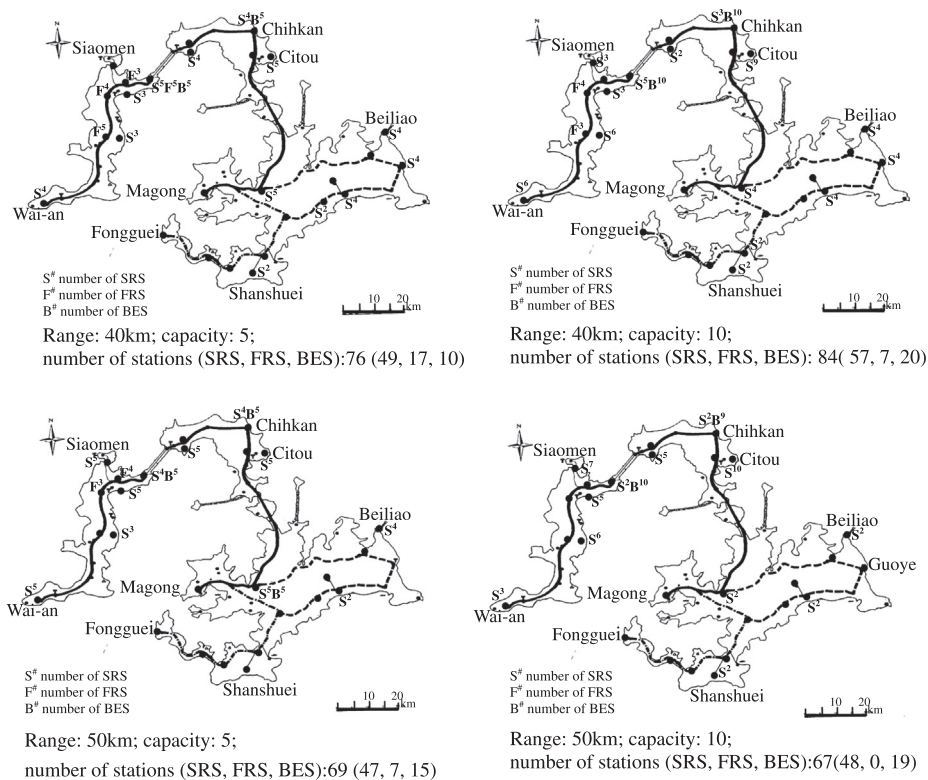 N
S⁴B⁵
Chihkan
Siaomen
Citou
S⁴
S⁵
F³
F⁴
S⁵F⁵B⁵
S³
F⁵
S³
Beiliao
S⁴
S⁴
S⁴
Magong
S⁵
Wai-an
S²
S⁴
Fongguei
S²
Shanshuei
S# number of SRS
F# number of FRS
B# number of BES
10 20
km
Range: 40km; capacity: 5;
number of stations (SRS, FRS, BES):76 (49, 17, 10)
N
S³B¹⁰
Chihkan
Siaomen
S²
Citou
S³
S⁹
S⁵B¹⁰
F⁴
S³
F³
S⁶
Beiliao
S⁴
S⁴
S⁶
Magong
S⁴
Wai-an
S⁴
Fongguei
S²
S²
Shanshuei
S# number of SRS
F# number of FRS
B# number of BES
10 20
km
Range: 40km; capacity: 10;
number of stations (SRS, FRS, BES): 84( 57, 7, 20)
N
S⁴B⁵
Chihkan
Siaomen
S⁵
Citou
S⁵
S⁵
F⁴
S⁴B⁵
F³
S⁵
S³
Beiliao
S⁴
S⁵
Magong
S⁵B⁵
S²
Wai-an
Fongguei
Shanshuei
S# number of SRS
F# number of FRS
B# number of BES
10 20
km
Range: 50km; capacity: 5;
number of stations (SRS, FRS, BES):69 (47, 7, 15)
N
S²B⁹
Chihkan
Siaomen
S⁵
Citou
S⁷
S¹⁰
S²B¹⁰
S⁵
S⁶
Beiliao
S²
Guoye
S³
Magong
S²
S²
Wai-an
Fongguei
S²
Shanshuei
S# number of SRS
F# number of FRS
B# number of BES
10 20
km
Range: 50km; capacity: 10;
number of stations (SRS, FRS, BES):67(48, 0, 19)